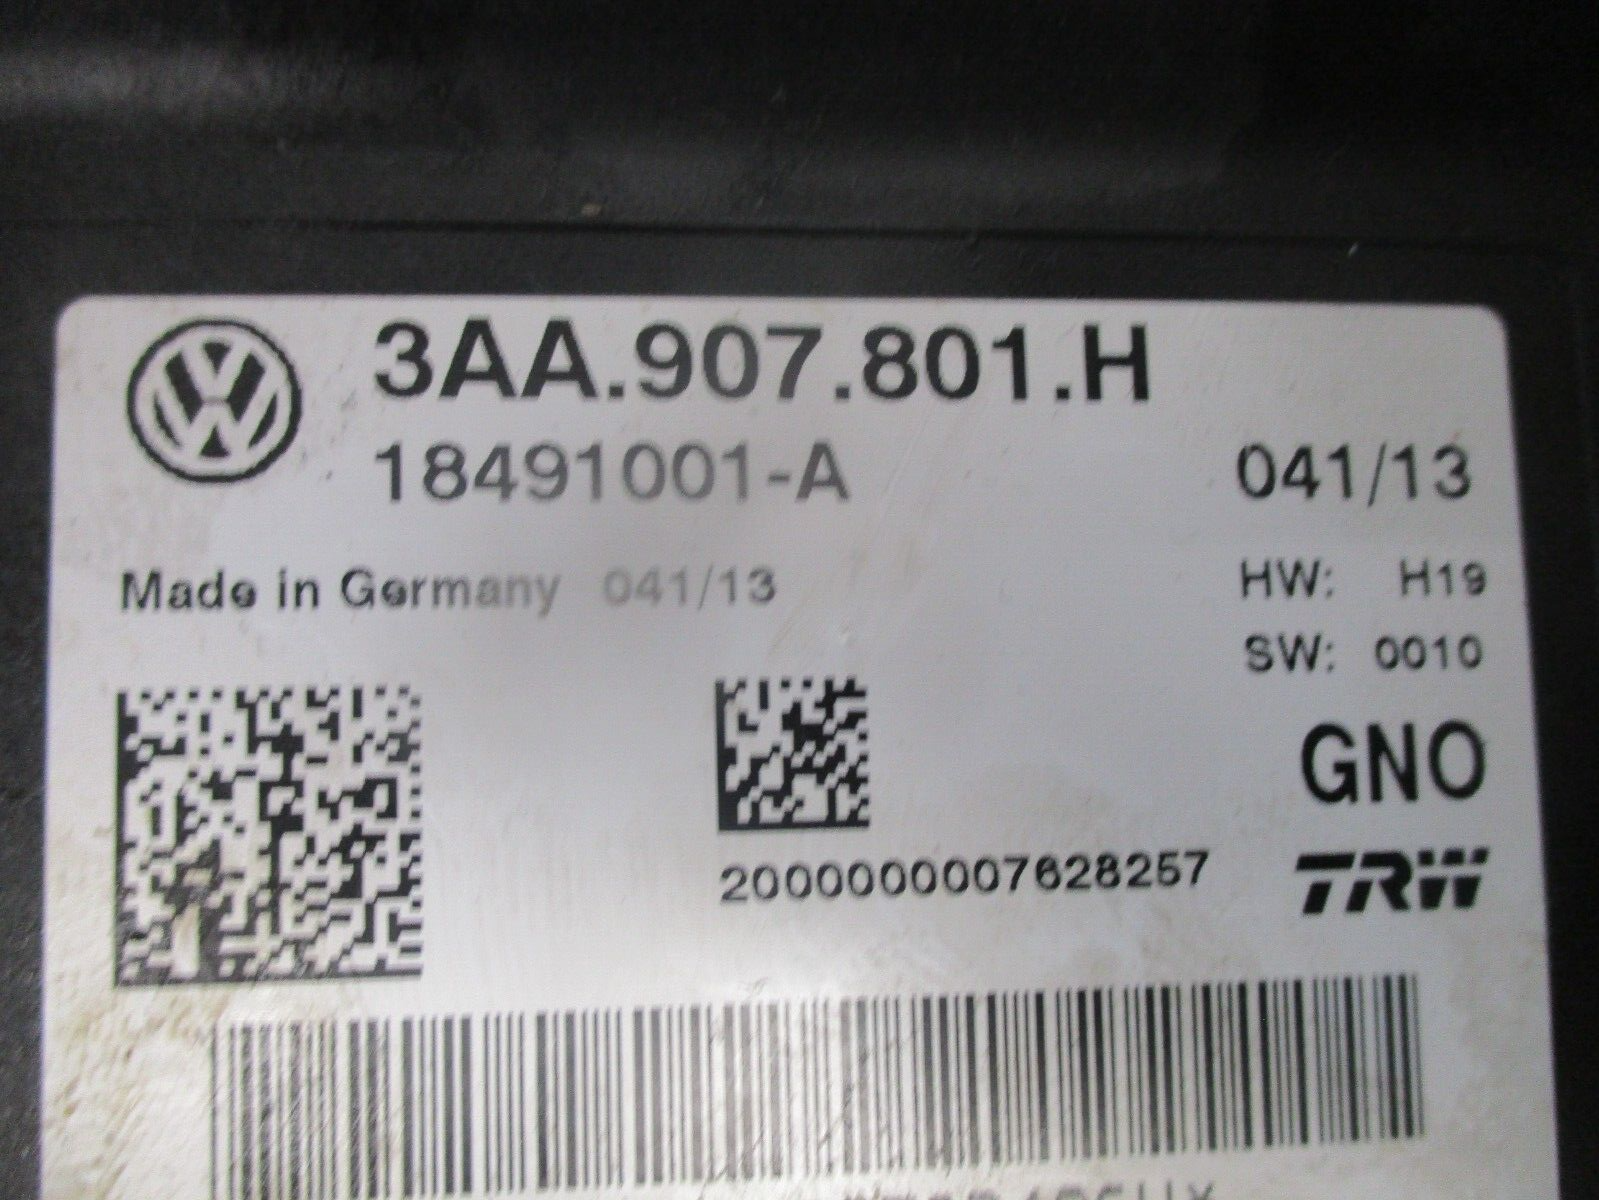 3AA.907.801.H
18491001-A 041/13
Made in Germany 041/13 HW: H19
SW: 0010
GNO
2000000007628257 TRW